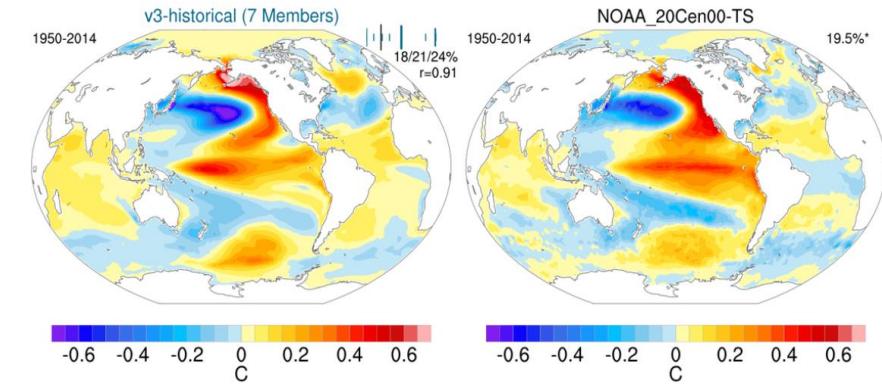 v3-historical (7 Members)
1950-2014
18/21/24%
r=0.91
-0.6 -0.4 -0.2 0 0.2 0.4 0.6
C
NOAA_20Cen00-TS
1950-2014
19.5%*
-0.6 -0.4 -0.2 0 0.2 0.4 0.6
C